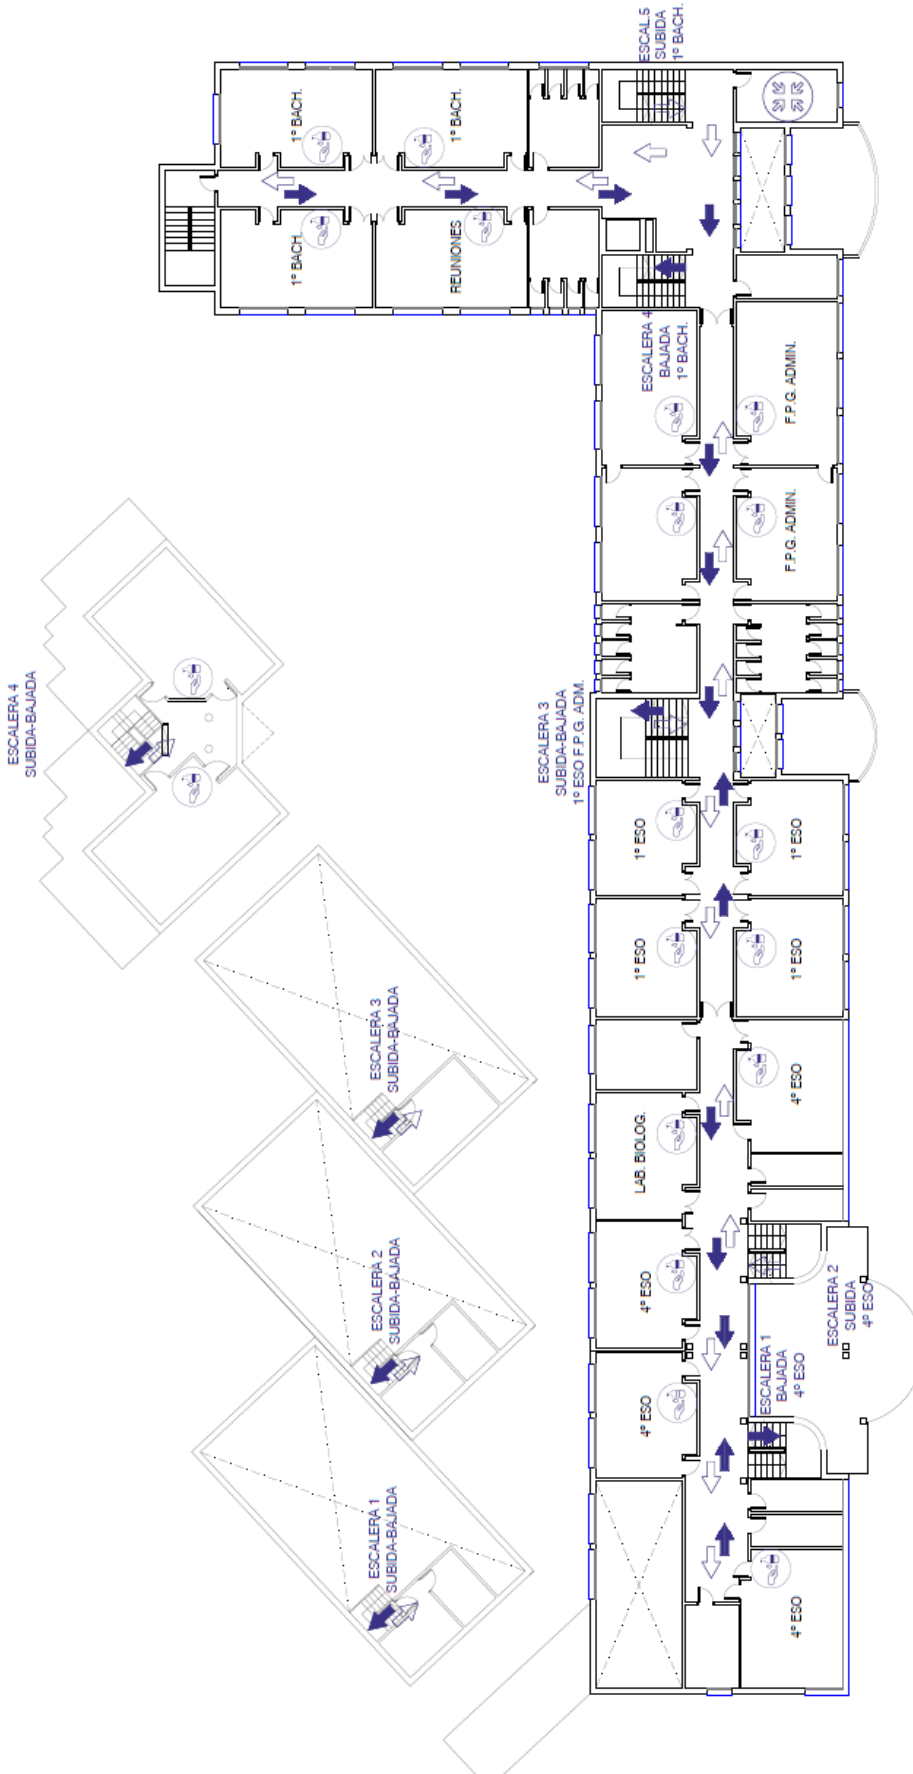 ESCAL.5
SUBIDA
1º BACH.
1º BACH.
1º BACH.
1º BACH.
REUNIONES
ESCALERA 4
BAJADA
1º BACH.
F.P.G. ADMIN.
F.P.G. ADMIN.
ESCALERA 4
SUBIDA-BAJADA
ESCALERA 3
SUBIDA-BAJADA
1º ESO F.P.G. ADM.
1º ESO
1º ESO
1º ESO
1º ESO
ESCALERA 3
SUBIDA-BAJADA
LAB. BIOLOG.
4º ESO
ESCALERA 2
SUBIDA-BAJADA
4º ESO
ESCALERA 2
SUBIDA
4º ESO
ESCALERA 1
BAJADA
4º ESO
4º ESO
ESCALERA 1
SUBIDA-BAJADA
4º ESO